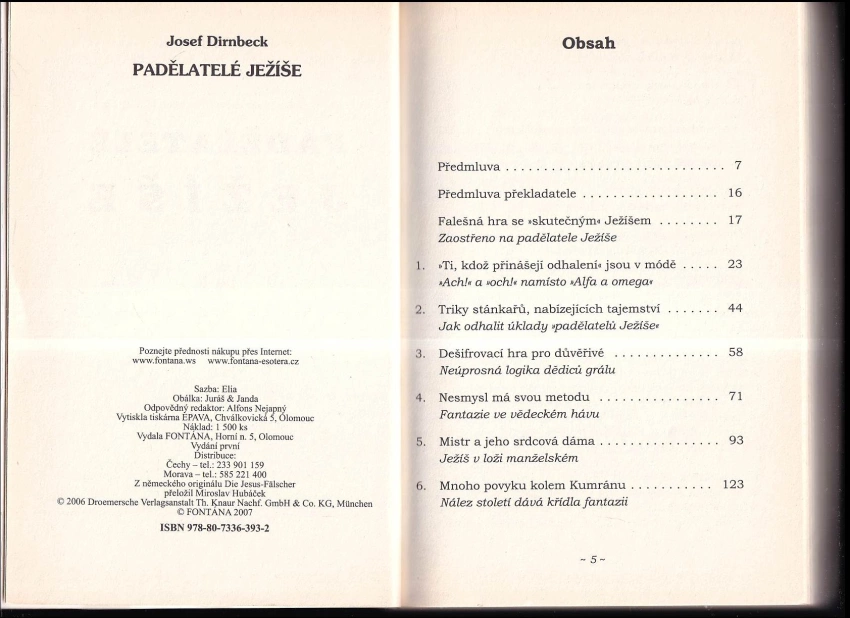 Josef Dirnbeck
PADĚLATELÉ JEŽÍŠE
Poznejte přednosti nákupu přes Internet:
www.fontana.ws www.fontana-esotera.cz
Sazba: Elia
Obálka: Juráš & Janda
Odpovědný redaktor: Alfons Nejapný
Vytiskla tiskárna EPAVA, Chválkovická 5, Olomouc
Náklad: 1 500 ks
Vydala FONTÁNA, Horní n. 5, Olomouc
Vydání první
Distribuce:
Čechy – tel.: 233 901 159
Morava – tel.: 585 221 400
Z německého originálu Die Jesus-Fälscher
přeložil Miroslav Hubáček
© 2006 Droemersche Verlagsanstalt Th. Knaur Nachf. GmbH & Co. KG, München
© FONTÁNA 2007
ISBN 978-80-7336-393-2
Obsah
Předmluva . . . . . . . . . . . . . . . . . . . . . . . . . . . . . 7
Předmluva překladatele . . . . . . . . . . . . . . . . . . 16
Falešná hra se »skutečným« Ježíšem . . . . . . . . 17
Zaostřeno na padělatele Ježíše
1. »Ti, kdož přinášejí odhalení« jsou v módě . . . . . 23
»Ach!« a »och!« namísto »Alfa a omega«
2. Triky stánkařů, nabízejících tajemství . . . . . . . 44
Jak odhalit úklady »padělatelů Ježíše«
3. Dešifrovací hra pro důvěřivé . . . . . . . . . . . . . . 58
Neúprosná logika dědiců grálu
4. Nesmysl má svou metodu . . . . . . . . . . . . . . . . 71
Fantazie ve vědeckém hávu
5. Mistr a jeho srdcová dáma . . . . . . . . . . . . . . . . 93
Ježíš v loži manželském
6. Mnoho povyku kolem Kumránu . . . . . . . . . . . 123
Nález století dává křídla fantazii
~ 5 ~